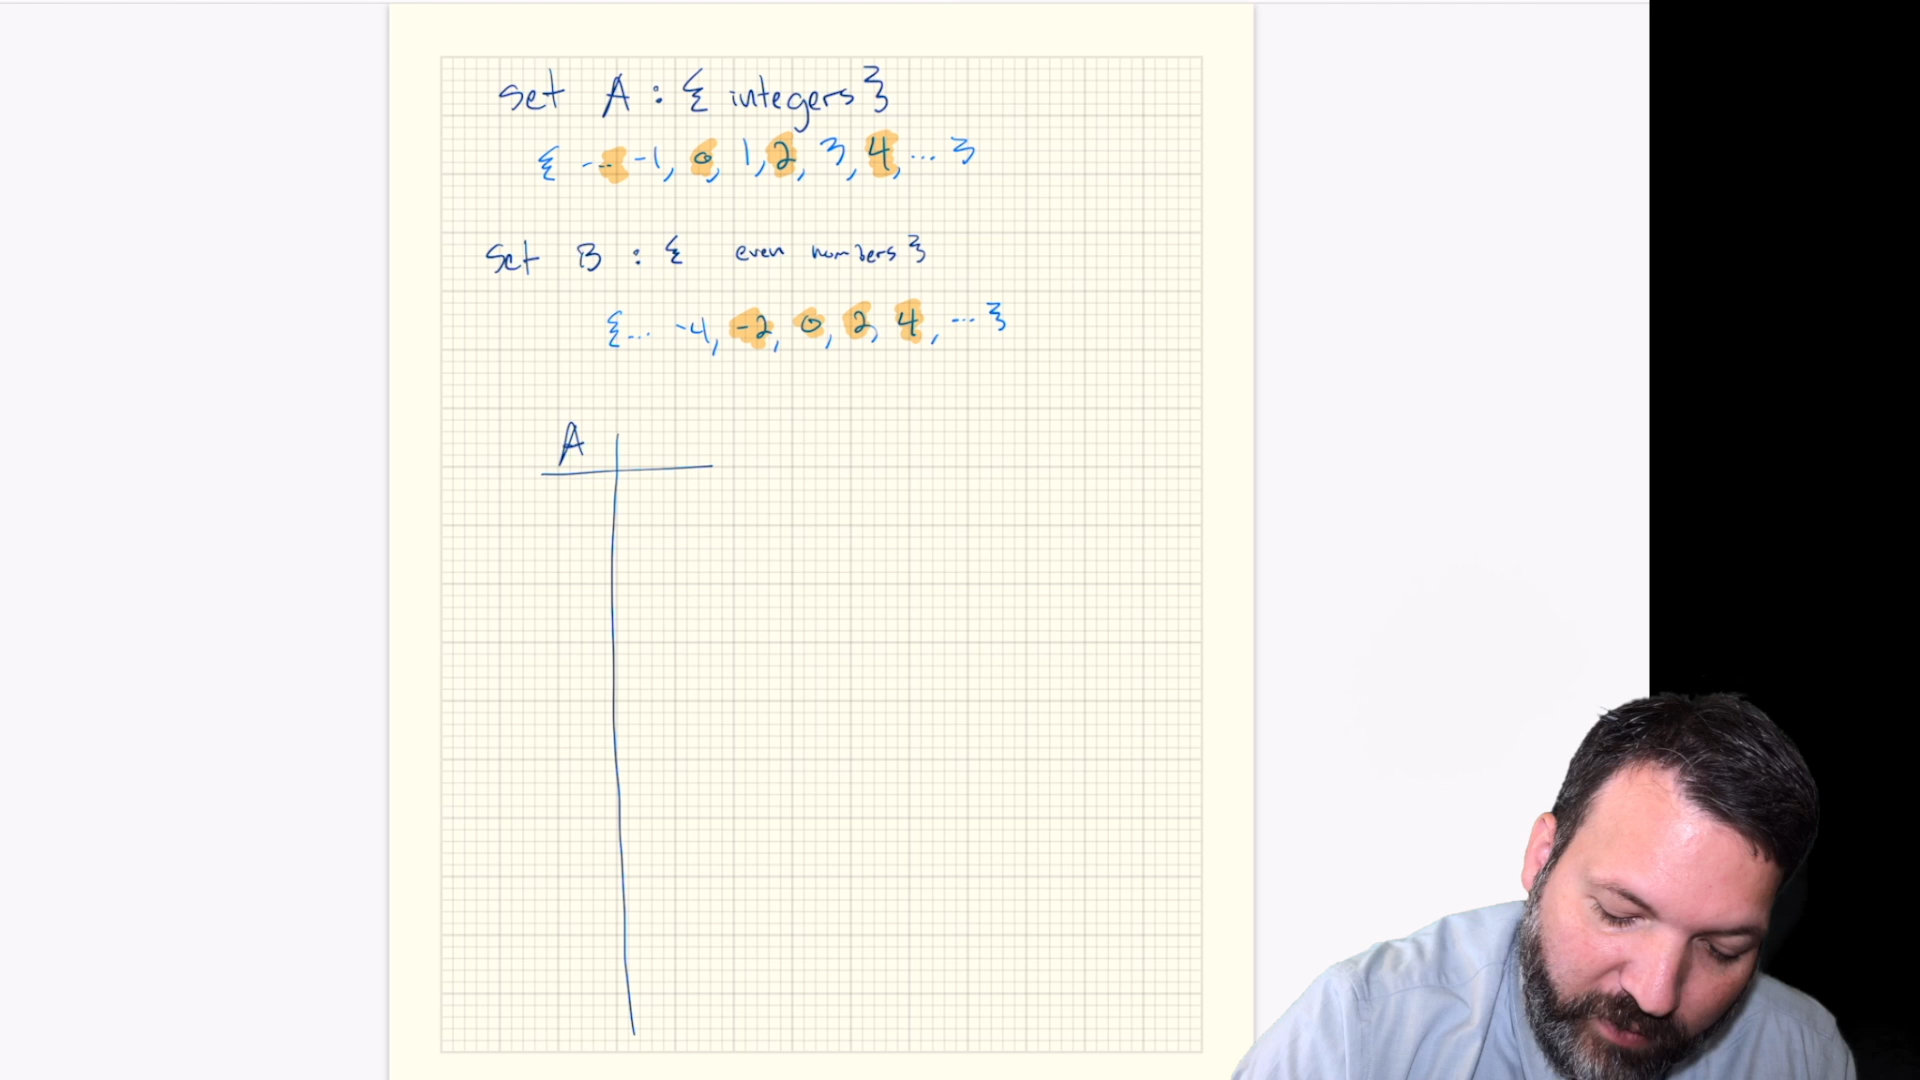 set A : { integers }
{ --- -1, 0, 1, 2, 3, 4, ... }
Set B : { even numbers }
{... -4, -2, 0, 2, 4, ... }
A